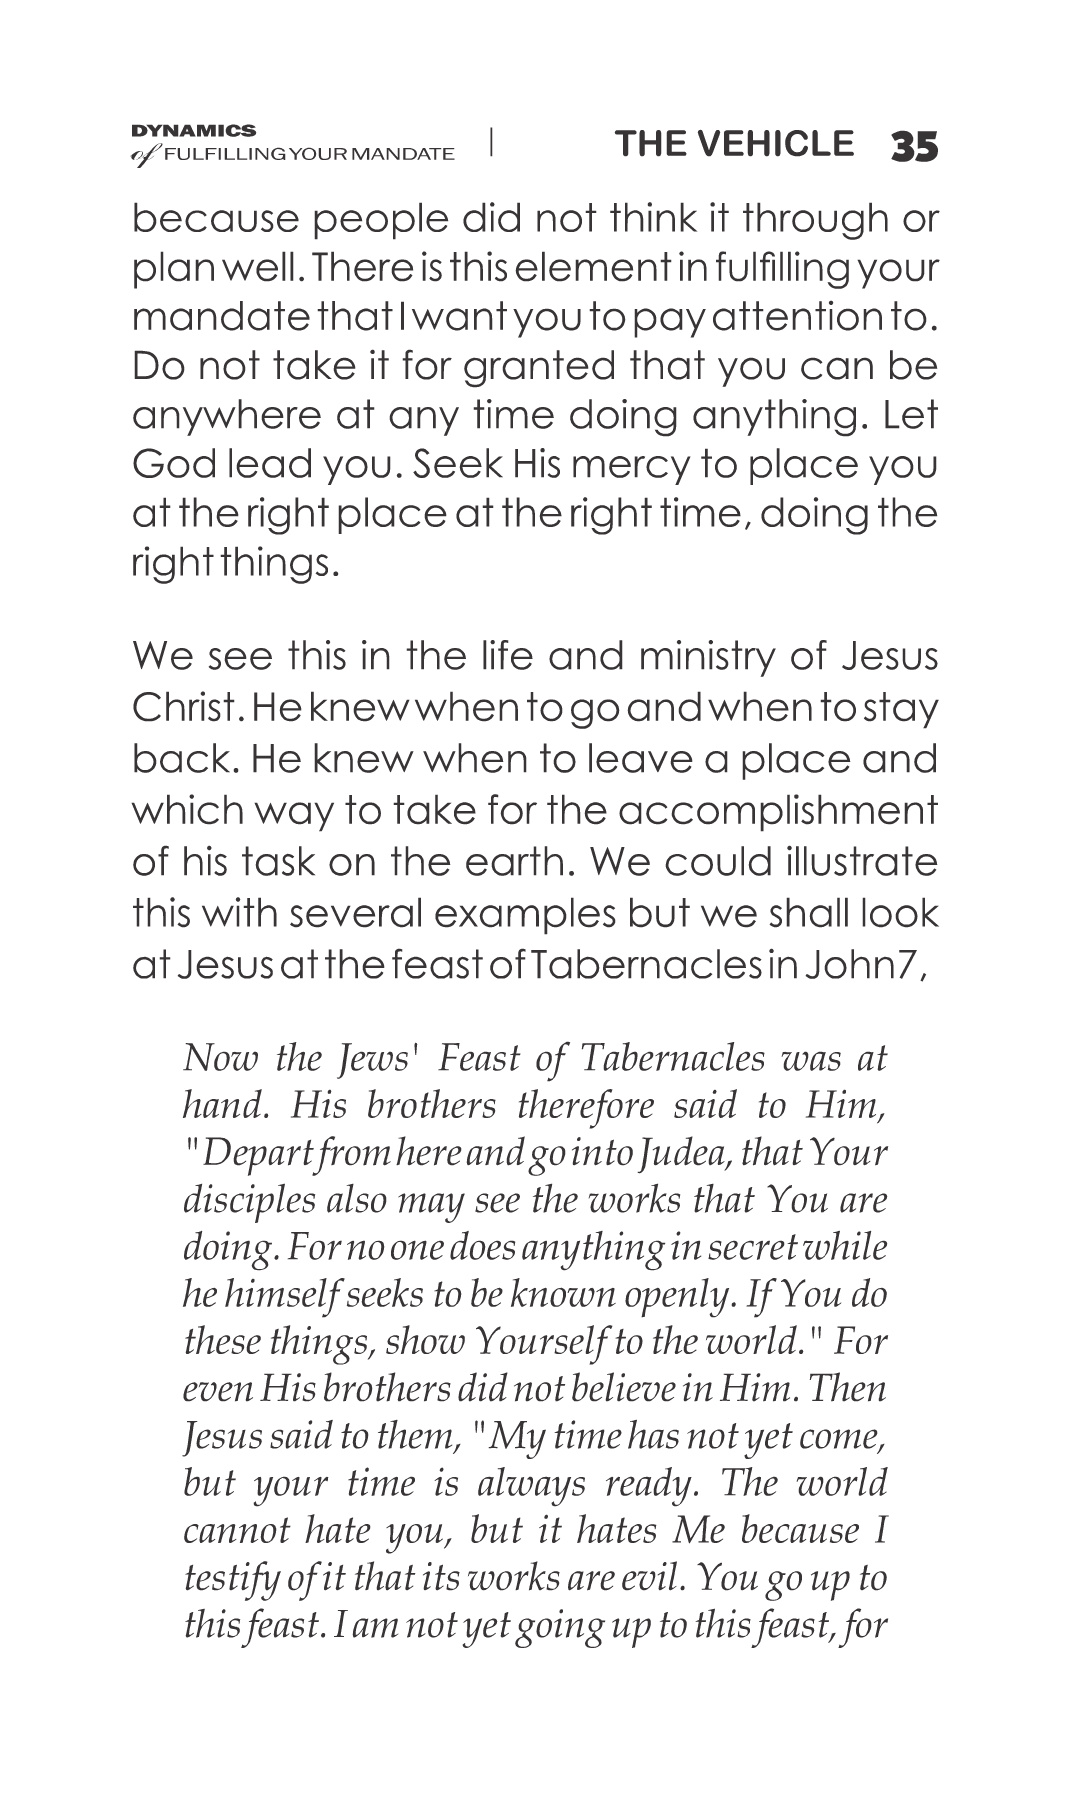 DYNAMICS
of FULFILLING YOUR MANDATE
THE VEHICLE 35
because people did not think it through or
plan well. There is this element in fulfilling your
mandate that I want you to pay attention to.
Do not take it for granted that you can be
anywhere at any time doing anything. Let
God lead you. Seek His mercy to place you
at the right place at the right time, doing the
right things.
We see this in the life and ministry of Jesus
Christ. He knew when to go and when to stay
back. He knew when to leave a place and
which way to take for the accomplishment
of his task on the earth. We could illustrate
this with several examples but we shall look
at Jesus at the feast of Tabernacles in John7,
Now the Jews' Feast of Tabernacles was at
hand. His brothers therefore said to Him,
"Depart from here and go into Judea, that Your
disciples also may see the works that You are
doing. For no one does anything in secret while
he himself seeks to be known openly. If You do
these things, show Yourself to the world." For
even His brothers did not believe in Him. Then
Jesus said to them, "My time has not yet come,
but your time is always ready. The world
cannot hate you, but it hates Me because I
testify of it that its works are evil. You go up to
this feast. I am not yet going up to this feast, for